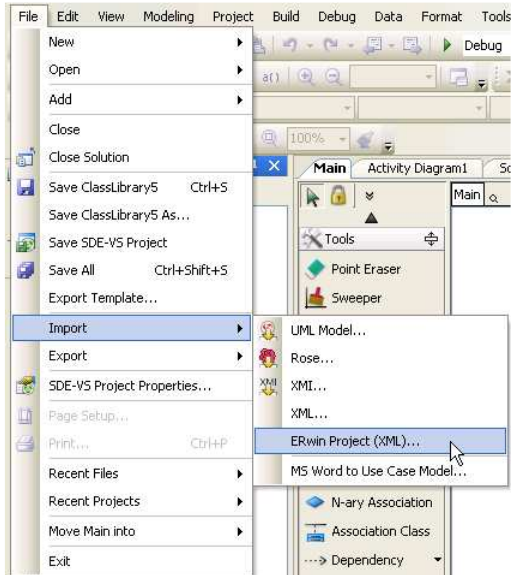 File Edit View Modeling Project Build Debug Data Format Tools
New
Open
Add
Close
Close Solution
Save ClassLibrary5 Ctrl+S
Save ClassLibrary5 As...
Save SDE-VS Project
Save All Ctrl+Shift+S
Export Template...
Import
Export
SDE-VS Project Properties...
Page Setup...
Print... Ctrl+P
Recent Files
Recent Projects
Move Main into
Exit
Debug
a()
100%
Main Activity Diagram1
Main
Tools
Point Eraser
Sweeper
UML Model...
Rose...
XMI XMI...
XML...
ERwin Project (XML)...
MS Word to Use Case Model...
N-ary Association
Association Class
Dependency